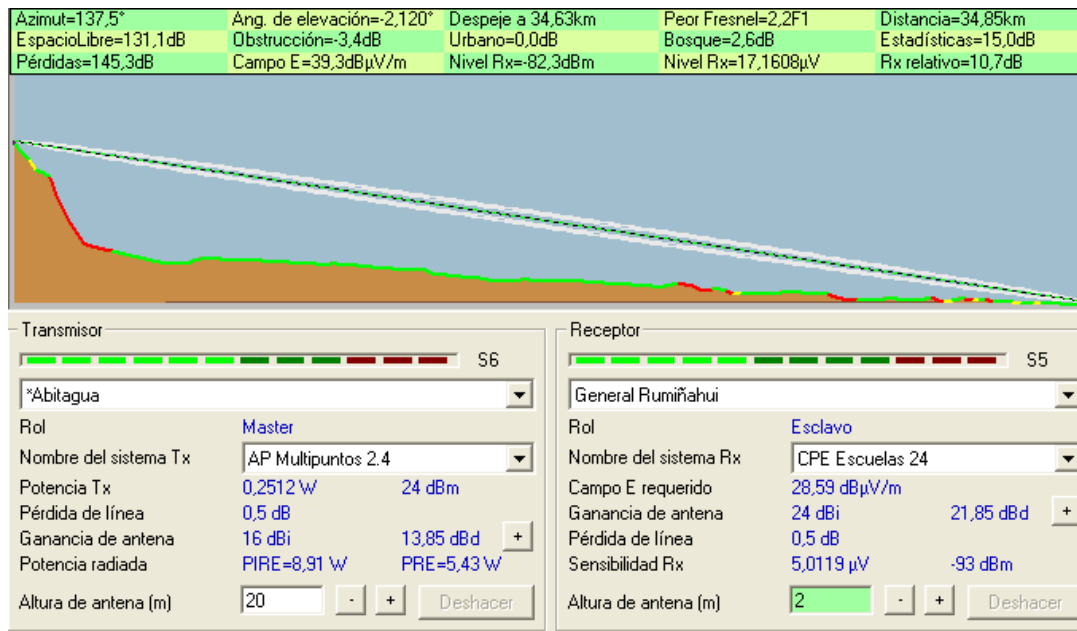 Azimut=137,5° Ang. de elevación=-2,120° Despeje a 34,63km Peor Fresnel=2,2F1 Distancia=34,85km
EspacioLibre=131,1dB Obstrucción=-3,4dB Urbano=0,0dB Bosque=2,6dB Estadísticas=15,0dB
Pérdidas=145,3dB Campo E=39,3dBµV/m Nivel Rx=-82,3dBm Nivel Rx=17,1608µV Rx relativo=10,7dB
Transmisor
S6
*Abitagua
Rol Master
Nombre del sistema Tx AP Multipuntos 2.4
Potencia Tx 0,2512 W 24 dBm
Pérdida de línea 0,5 dB
Ganancia de antena 16 dBi 13,85 dBd +
Potencia radiada PIRE=8,91 W PRE=5,43 W
Altura de antena (m) 20 - + Deshacer
Receptor
S5
General Rumiñahui
Rol Esclavo
Nombre del sistema Rx CPE Escuelas 24
Campo E requerido 28,59 dBµV/m
Ganancia de antena 24 dBi 21,85 dBd +
Pérdida de línea 0,5 dB
Sensibilidad Rx 5,0119 µV -93 dBm
Altura de antena (m) 2 - + Deshacer